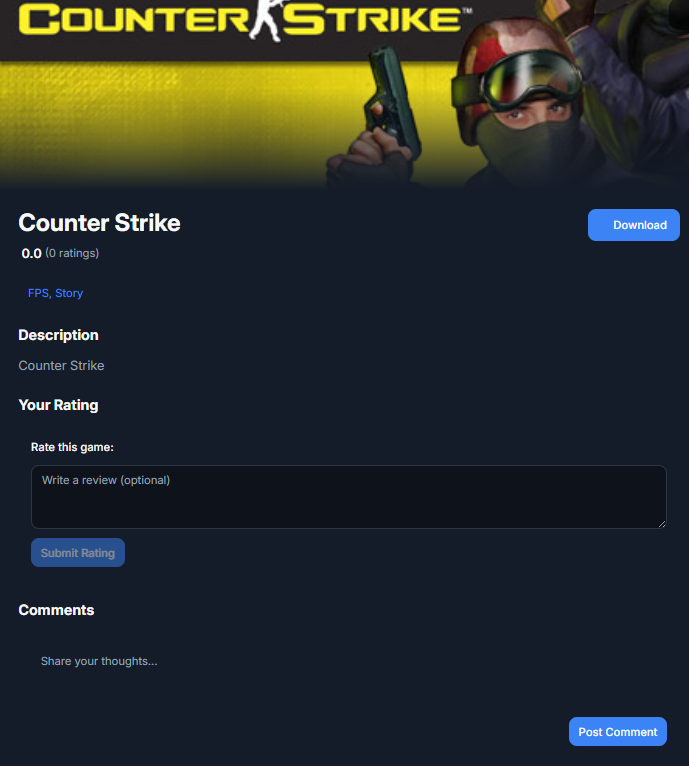 COUNTER STRIKE™
Counter Strike
Download
0.0 (0 ratings)
FPS, Story
Description
Counter Strike
Your Rating
Rate this game:
Write a review (optional)
Submit Rating
Comments
Share your thoughts...
Post Comment